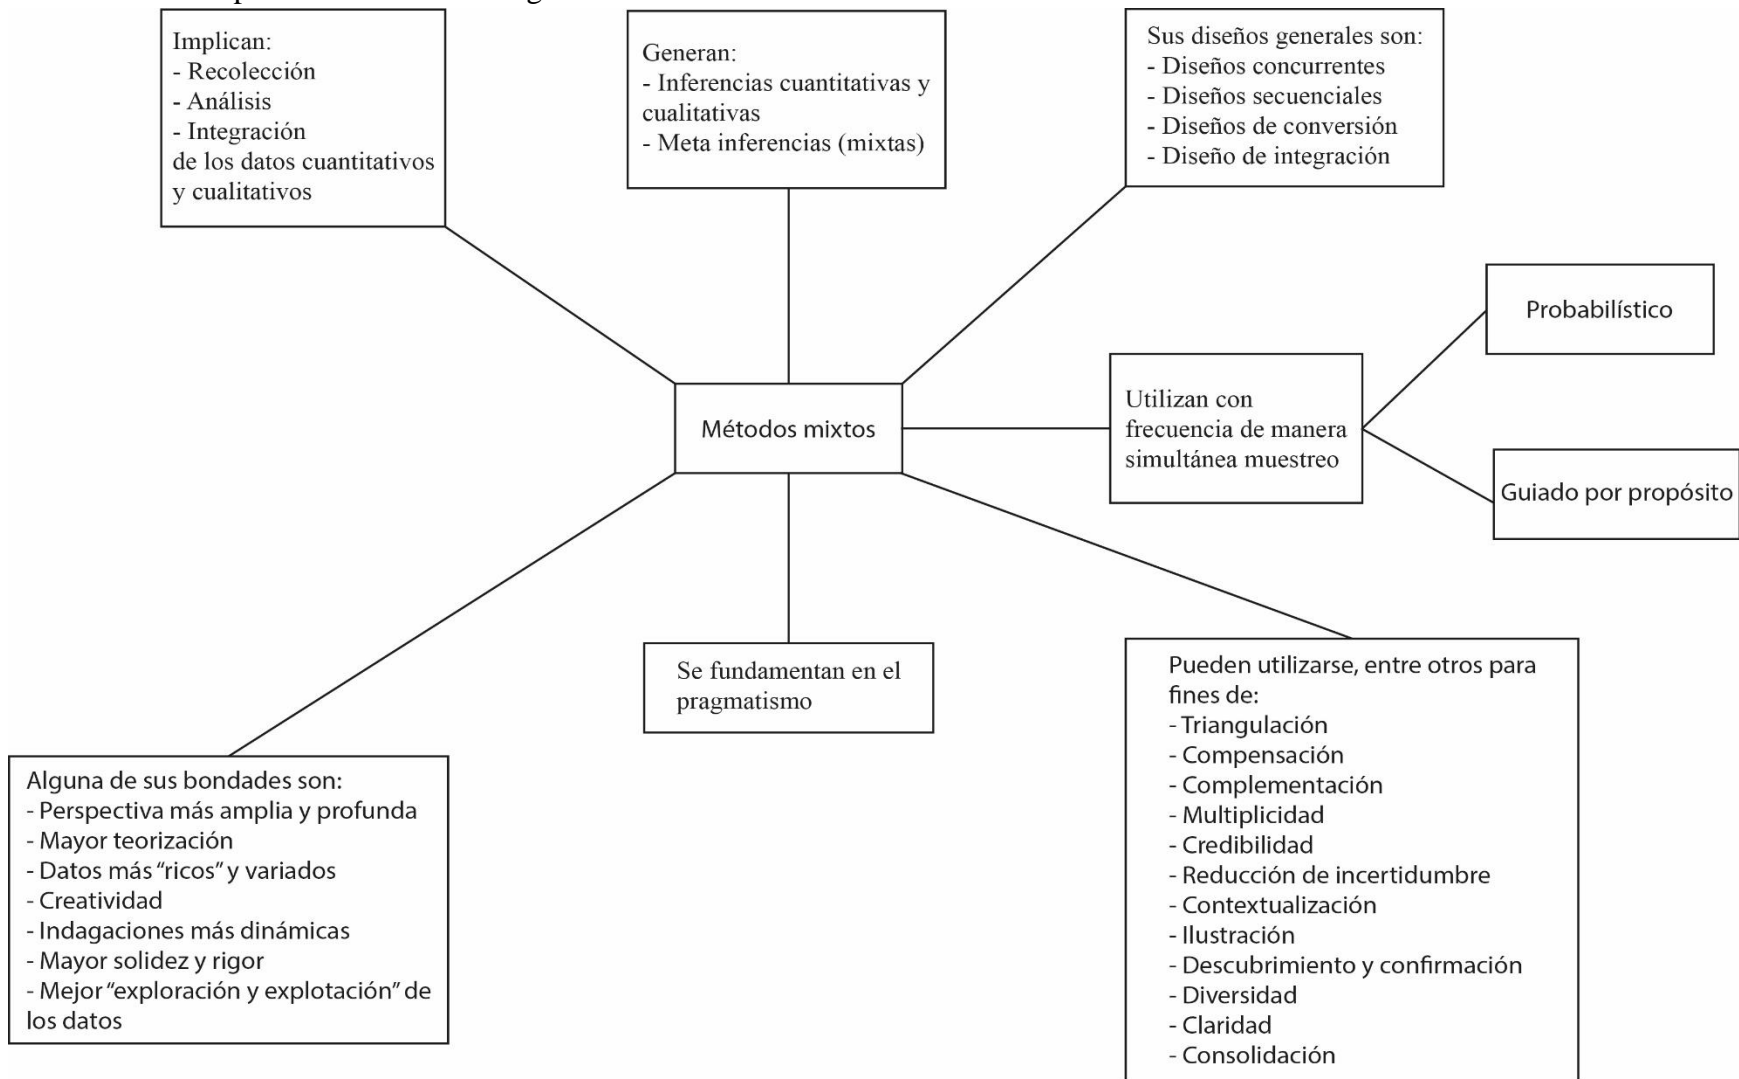 Implican:
- Recolección
- Análisis
- Integración
de los datos cuantitativos
y cualitativos
Generan:
- Inferencias cuantitativas y
cualitativas
- Meta inferencias (mixtas)
Sus diseños generales son:
- Diseños concurrentes
- Diseños secuenciales
- Diseños de conversión
- Diseño de integración
Probabilístico
Utilizan con
frecuencia de manera
simultánea muestreo
Métodos mixtos
Guiado por propósito
Se fundamentan en el
pragmatismo
Pueden utilizarse, entre otros para
fines de:
- Triangulación
- Compensación
- Complementación
- Multiplicidad
- Credibilidad
- Reducción de incertidumbre
- Contextualización
- Ilustración
- Descubrimiento y confirmación
- Diversidad
- Claridad
- Consolidación
Alguna de sus bondades son:
- Perspectiva más amplia y profunda
- Mayor teorización
- Datos más “ricos” y variados
- Creatividad
- Indagaciones más dinámicas
- Mayor solidez y rigor
- Mejor “exploración y explotación” de
los datos